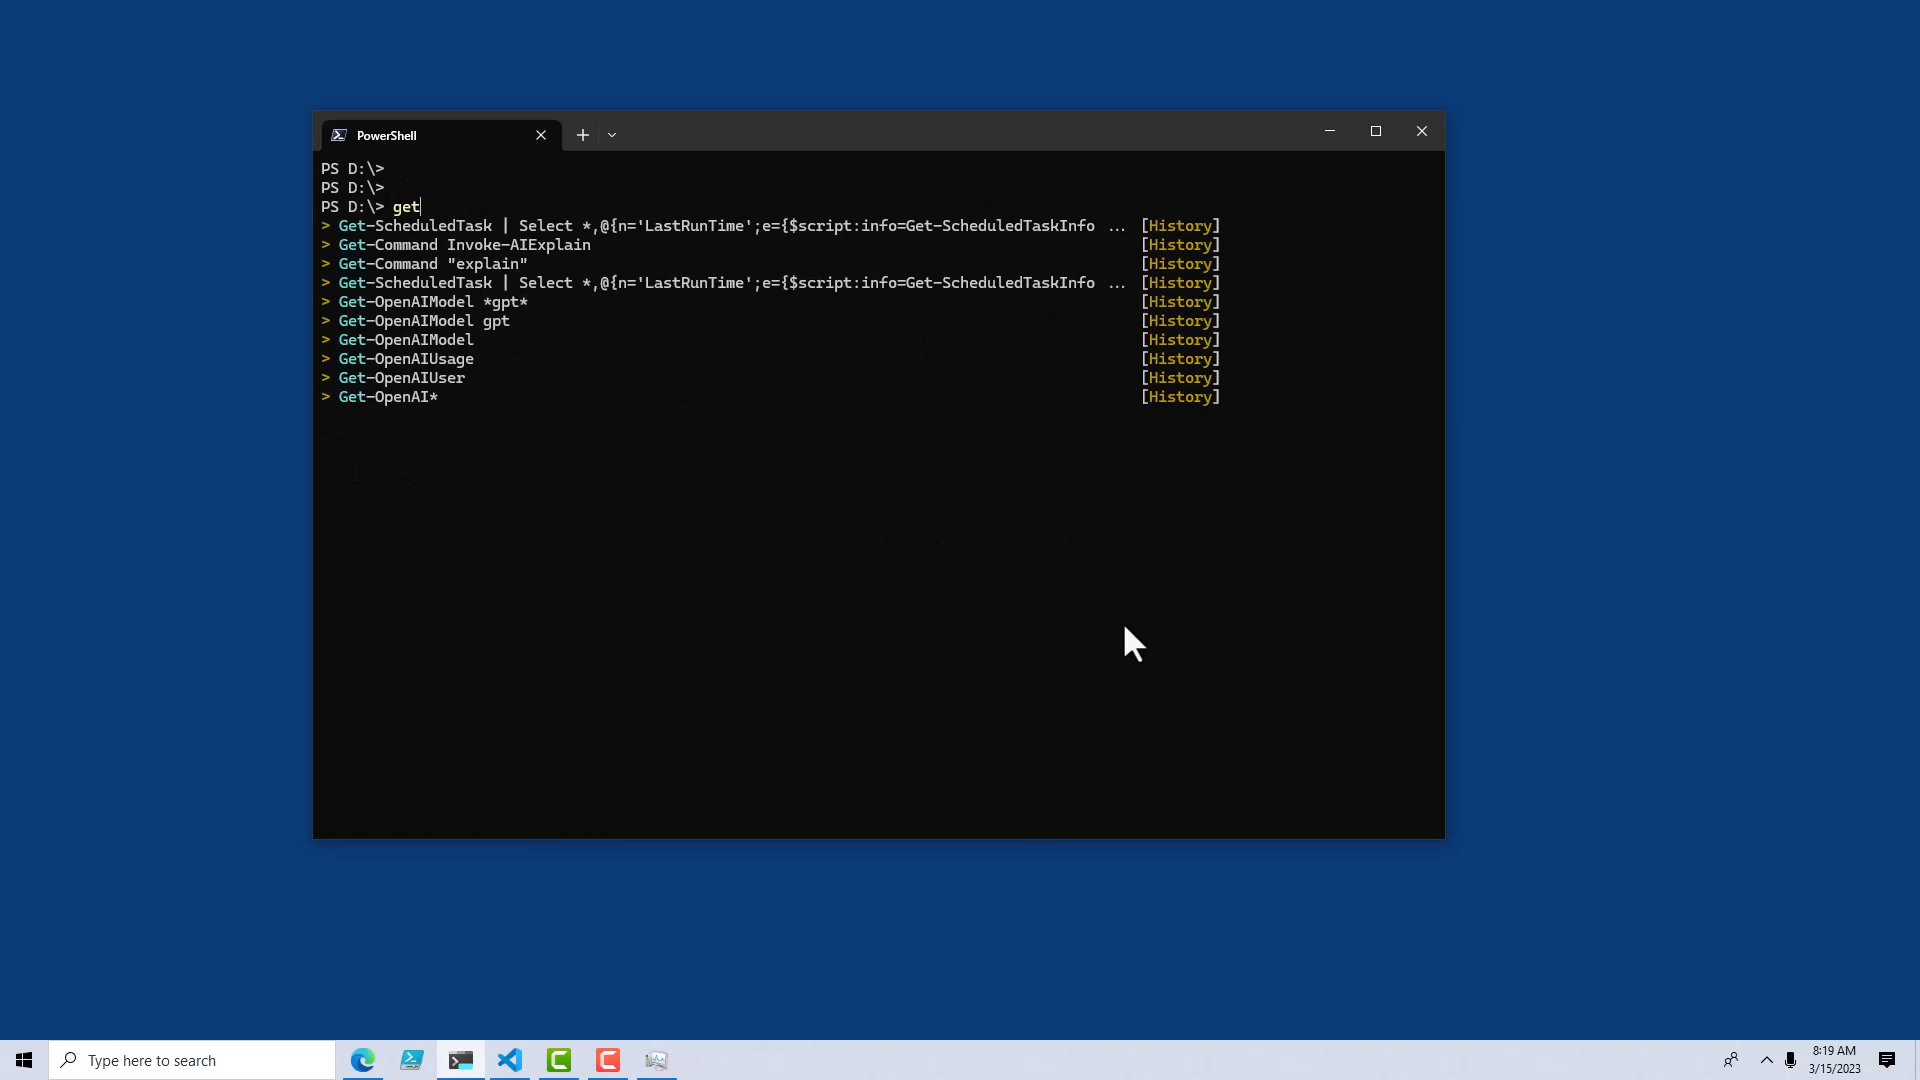 PowerShell
PS D:\>
PS D:\>
PS D:\> get
> Get-ScheduledTask | Select *,@{n='LastRunTime';e={$script:info=Get-ScheduledTaskInfo ... [History]
> Get-Command Invoke-AIExplain [History]
> Get-Command "explain" [History]
> Get-ScheduledTask | Select *,@{n='LastRunTime';e={$script:info=Get-ScheduledTaskInfo ... [History]
> Get-OpenAIModel *gpt* [History]
> Get-OpenAIModel gpt [History]
> Get-OpenAIModel [History]
> Get-OpenAIUsage [History]
> Get-OpenAIUser [History]
> Get-OpenAI* [History]
Type here to search
8:19 AM
3/15/2023